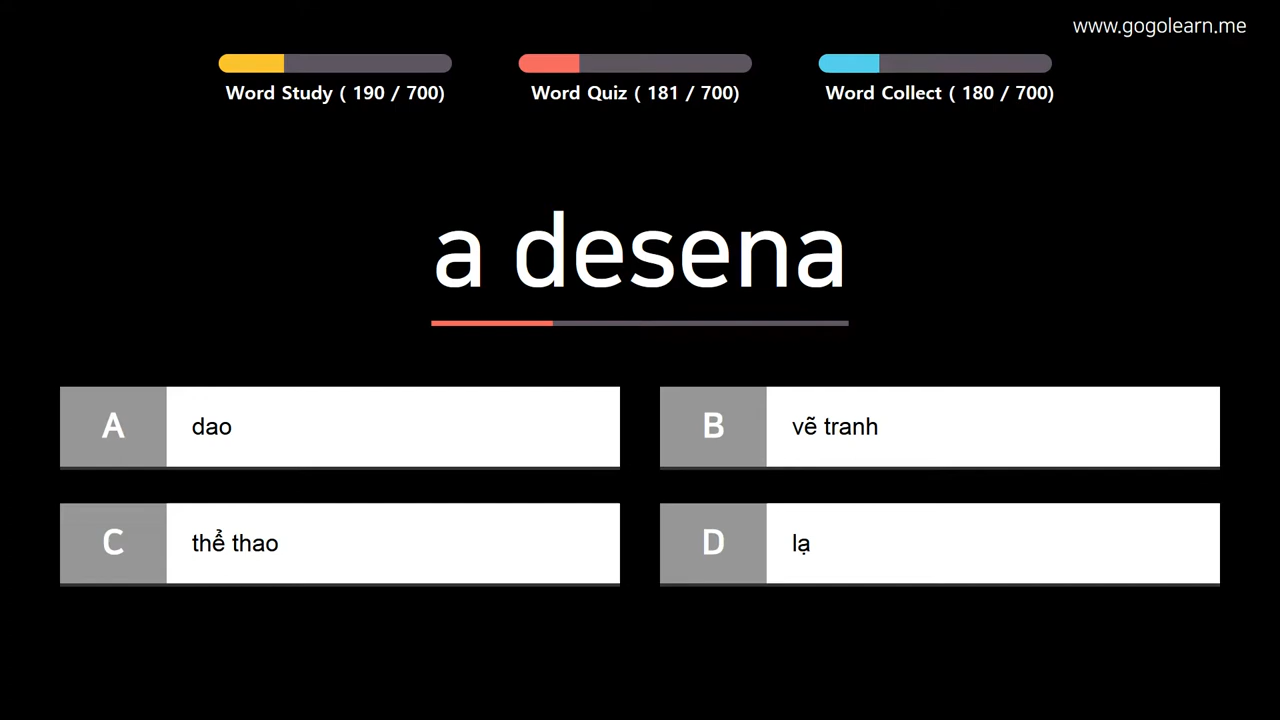 www.gogolearn.me
Word Study ( 190 / 700)
Word Quiz ( 181 / 700)
Word Collect ( 180 / 700)
a desena
A dao
B vẽ tranh
C thể thao
D lạ